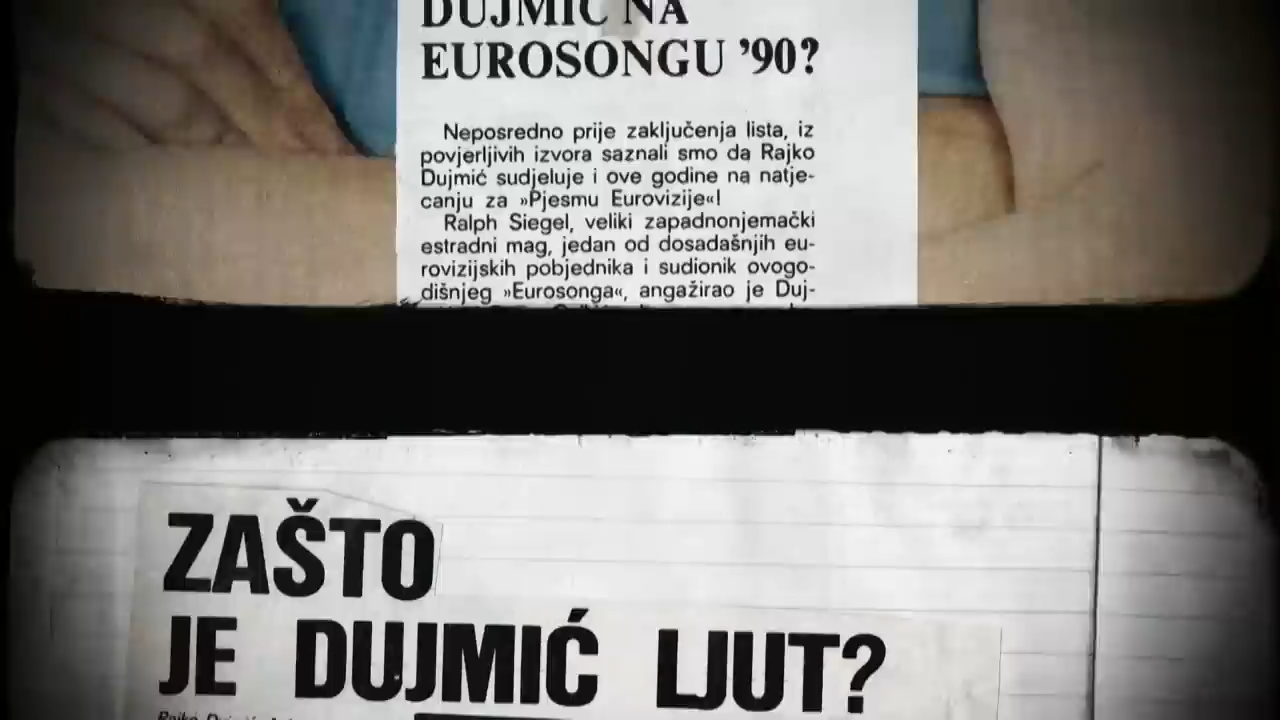 DUJMIĆ NA
EUROSONGU ’90?
Neposredno prije zaključenja lista, iz
povjerljivih izvora saznali smo da Rajko
Dujmić sudjeluje i ove godine na natje-
canju za »Pjesmu Eurovizije«!
Ralph Siegel, veliki zapadnonjemački
estradni mag, jedan od dosadašnjih eu-
rovizijskih pobjednika i sudionik ovogo-
dišnjeg »Eurosonga«, angažirao je Duj-
ZAŠTO
JE DUJMIĆ LJUT?